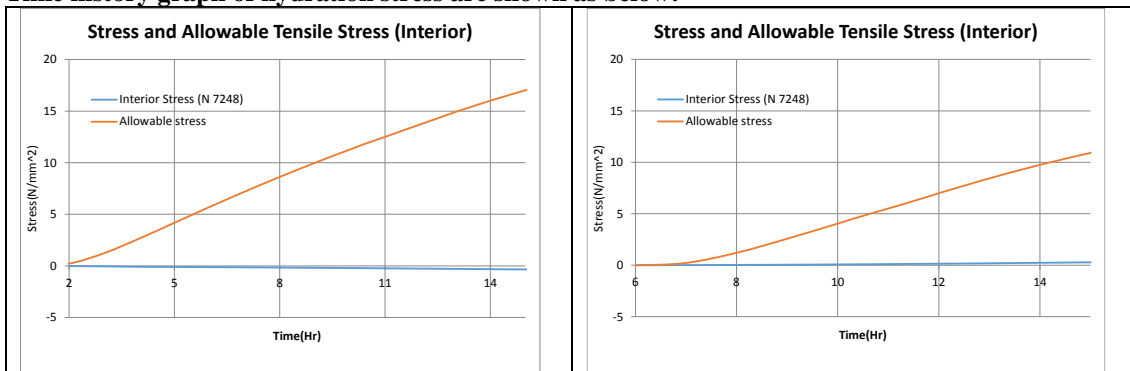 Time history graph of hydration stress are shown as below:
Stress and Allowable Tensile Stress (Interior)
20
15
10
5
0
-5
Stress(N/mm^2)
Interior Stress (N 7248)
Allowable stress
2
5
8
11
14
Time(Hr)
Stress and Allowable Tensile Stress (Interior)
20
15
10
5
0
-5
Stress(N/mm^2)
Interior Stress (N 7248)
Allowable stress
6
8
10
12
14
Time(Hr)